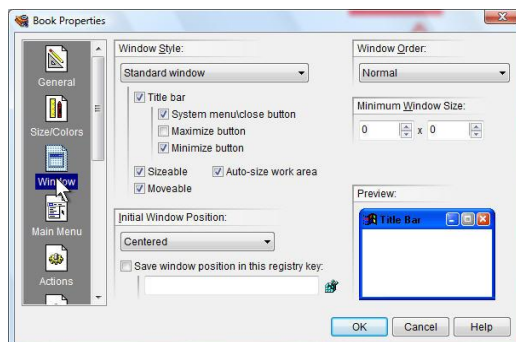 Book Properties
General
Size/Colors
Window
Main Menu
Actions
Window Style:
Standard window
Title bar
System menu\close button
Maximize button
Minimize button
Sizeable
Auto-size work area
Moveable
Initial Window Position:
Centered
Save window position in this registry key:
Window Order:
Normal
Minimum Window Size:
0 x 0
Preview:
Title Bar
OK Cancel Help